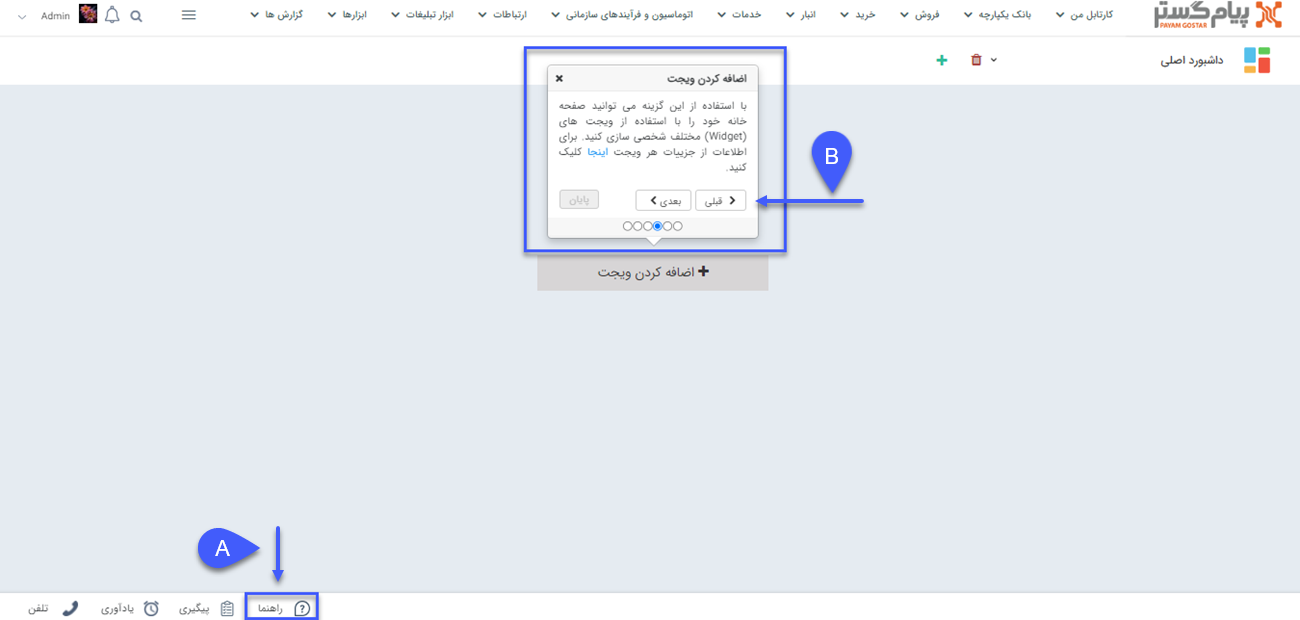 پیام‌گستر
PAYAM GOSTAR
کارتابل من
بانک یکپارچه
فروش
خرید
انبار
خدمات
اتوماسیون و فرآیندهای سازمانی
ارتباطات
ابزار تبلیغات
ابزارها
گزارش ها
Admin
داشبورد اصلی
اضافه کردن ویجت
با استفاده از این گزینه می توانید صفحه
خانه خود را با استفاده از ویجت های
(Widget) مختلف شخصی سازی کنید. برای
اطلاعات از جزییات هر ویجت اینجا کلیک
کنید.
قبلی
بعدی
پایان
B
اضافه کردن ویجت
A
راهنما
پیگیری
یادآوری
تلفن